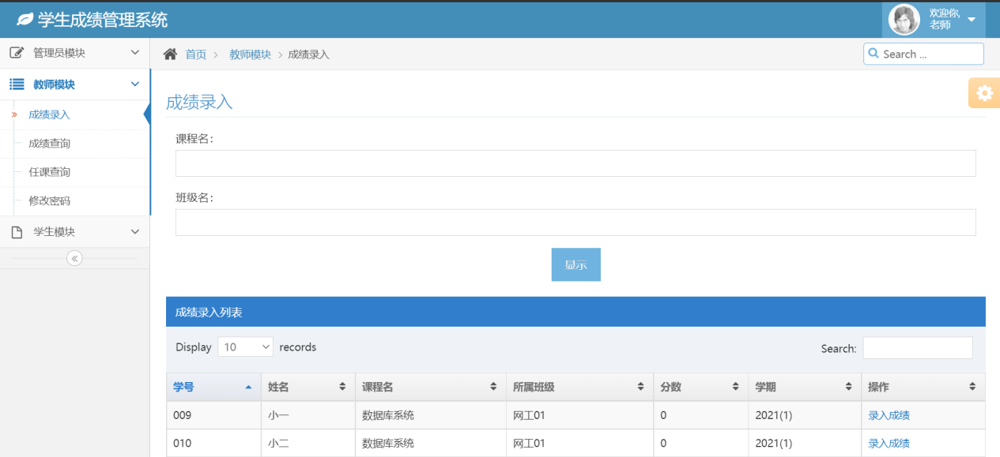 学生成绩管理系统
欢迎你,
老师
管理员模块
首页 > 教师模块 > 成绩录入
Search ...
教师模块
成绩录入
成绩查询
任课查询
修改密码
学生模块
成绩录入
课程名:
班级名:
显示
成绩录入列表
Display 10 records
Search:
学号 姓名 课程名 所属班级 分数 学期 操作
009 小一 数据库系统 网工01 0 2021(1) 录入成绩
010 小二 数据库系统 网工01 0 2021(1) 录入成绩